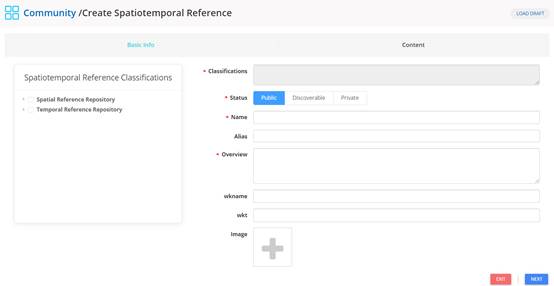 Community /Create Spatiotemporal Reference
LOAD DRAFT
Basic Info
Content
Spatiotemporal Reference Classifications
Spatial Reference Repository
Temporal Reference Repository
* Classifications
* Status
Public
Discoverable
Private
* Name
Alias
* Overview
wkname
wkt
Image
EXIT
NEXT